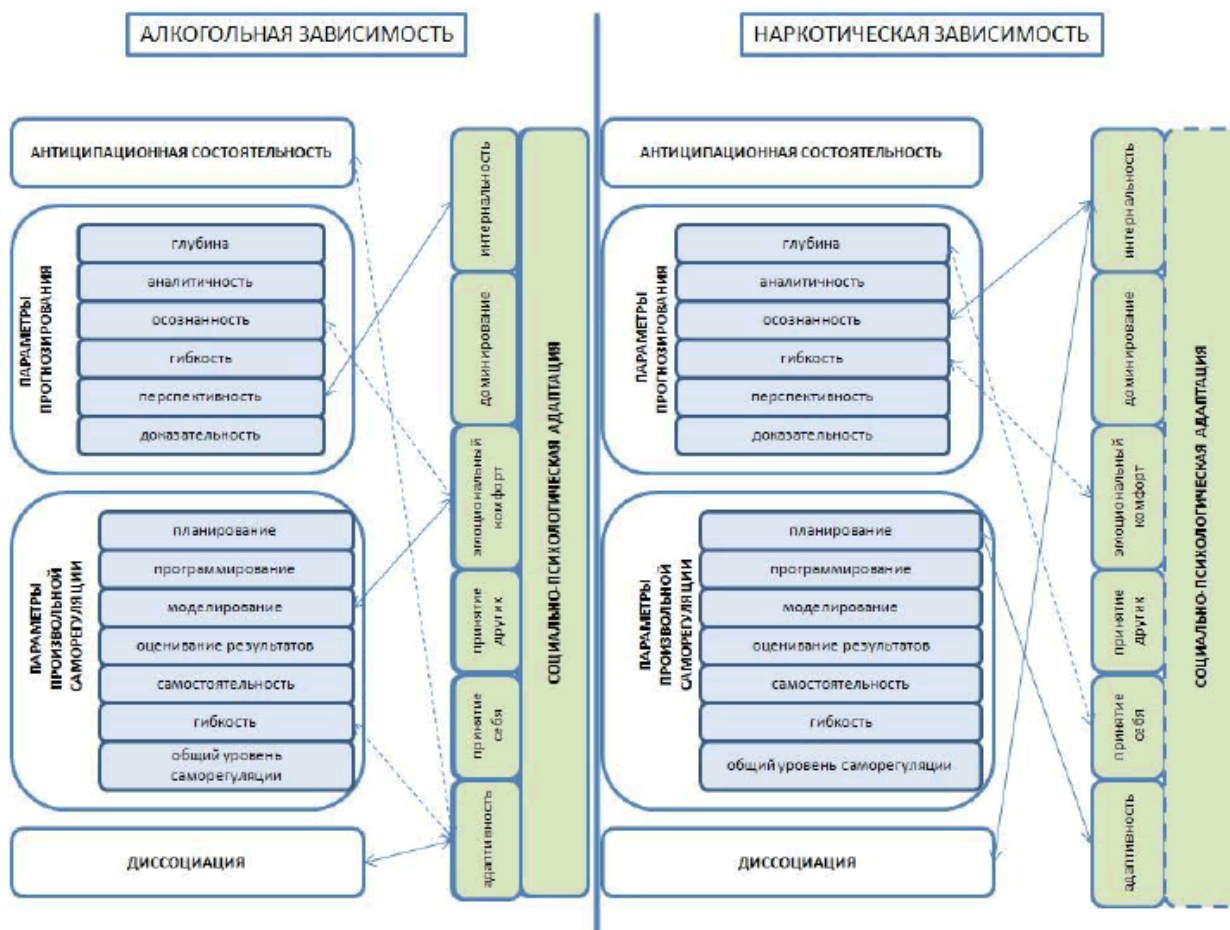 АЛКОГОЛЬНАЯ ЗАВИСИМОСТЬ
АНТИЦИПАЦИОННАЯ СОСТОЯТЕЛЬНОСТЬ
ПАРАМЕТРЫ
ПРОГНОЗИРОВАНИЯ
глубина
аналитичность
осознанность
гибкость
перспективность
доказательность
ПАРАМЕТРЫ
ПРОИЗВОЛЬНОЙ
САМОРЕГУЛЯЦИИ
планирование
программирование
моделирование
оценивание результатов
самостоятельность
гибкость
общий уровень
саморегуляции
ДИССОЦИАЦИЯ
интернальность
доминирование
эмоциональный
комфорт
принятие
других
принятие
себя
адаптивность
СОЦИАЛЬНО-ПСИХОЛОГИЧЕСКАЯ АДАПТАЦИЯ
НАРКОТИЧЕСКАЯ ЗАВИСИМОСТЬ
АНТИЦИПАЦИОННАЯ СОСТОЯТЕЛЬНОСТЬ
ПАРАМЕТРЫ
ПРОГНОЗИРОВАНИЯ
глубина
аналитичность
осознанность
гибкость
перспективность
доказательность
ПАРАМЕТРЫ
ПРОИЗВОЛЬНОЙ
САМОРЕГУЛЯЦИИ
планирование
программирование
моделирование
оценивание результатов
самостоятельность
гибкость
общий уровень саморегуляции
ДИССОЦИАЦИЯ
интернальность
доминирование
эмоциональный
комфорт
принятие
других
принятие
себя
адаптивность
СОЦИАЛЬНО-ПСИХОЛОГИЧЕСКАЯ АДАПТАЦИЯ